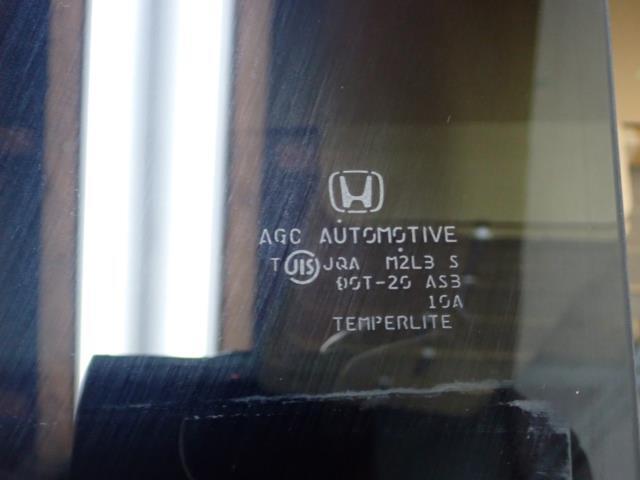 AGC AUTOMOTIVE
T JIS JQA M2L3 S
DOT-20 AS3
10A
TEMPERLITE